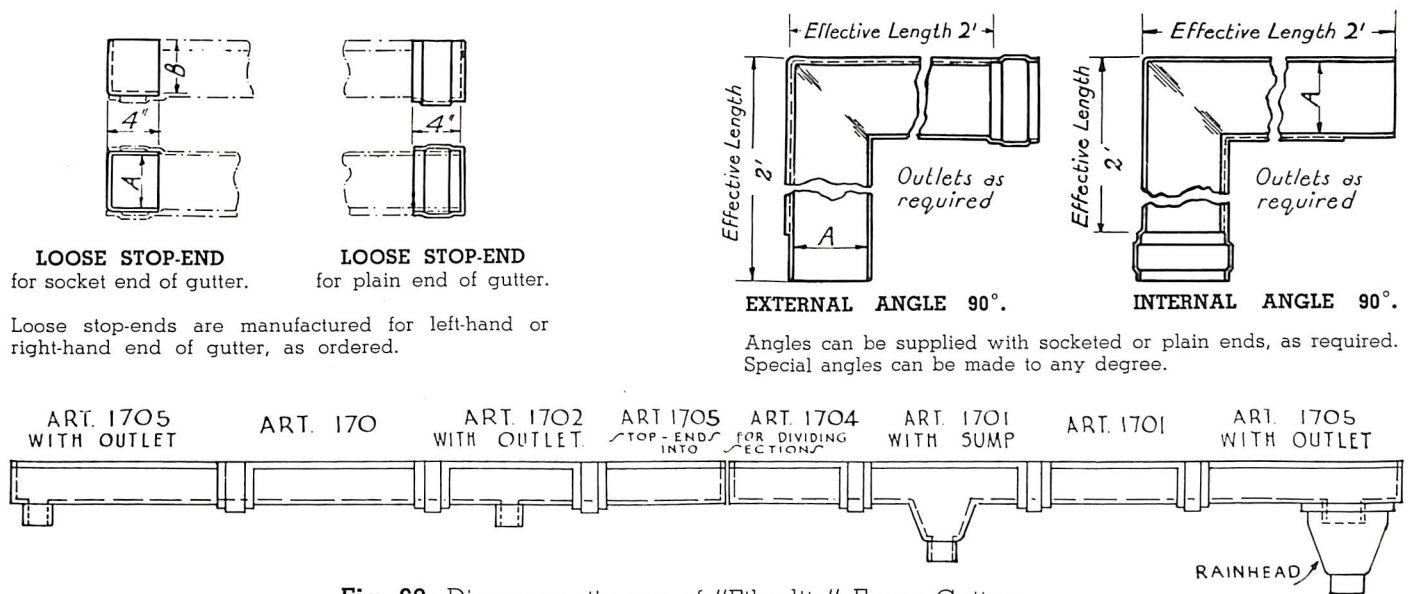 B
4"
A
LOOSE STOP-END
for socket end of gutter.
4"
LOOSE STOP-END
for plain end of gutter.
Loose stop-ends are manufactured for left-hand or
right-hand end of gutter, as ordered.
Effective Length 2'
Effective Length
2'
Outlets as
required
A
EXTERNAL ANGLE 90°.
Effective Length 2'
Effective Length
2'
A
Outlets as
required
INTERNAL ANGLE 90°.
Angles can be supplied with socketed or plain ends, as required.
Special angles can be made to any degree.
ART. 1705
WITH OUTLET
ART. 170
ART. 1702
WITH OUTLET.
ART 1705 ART. 1704
STOP-ENDS FOR DIVIDING
INTO SECTIONS
ART. 1701
WITH SUMP
ART. 1701
ART. 1705
WITH OUTLET
RAINHEAD